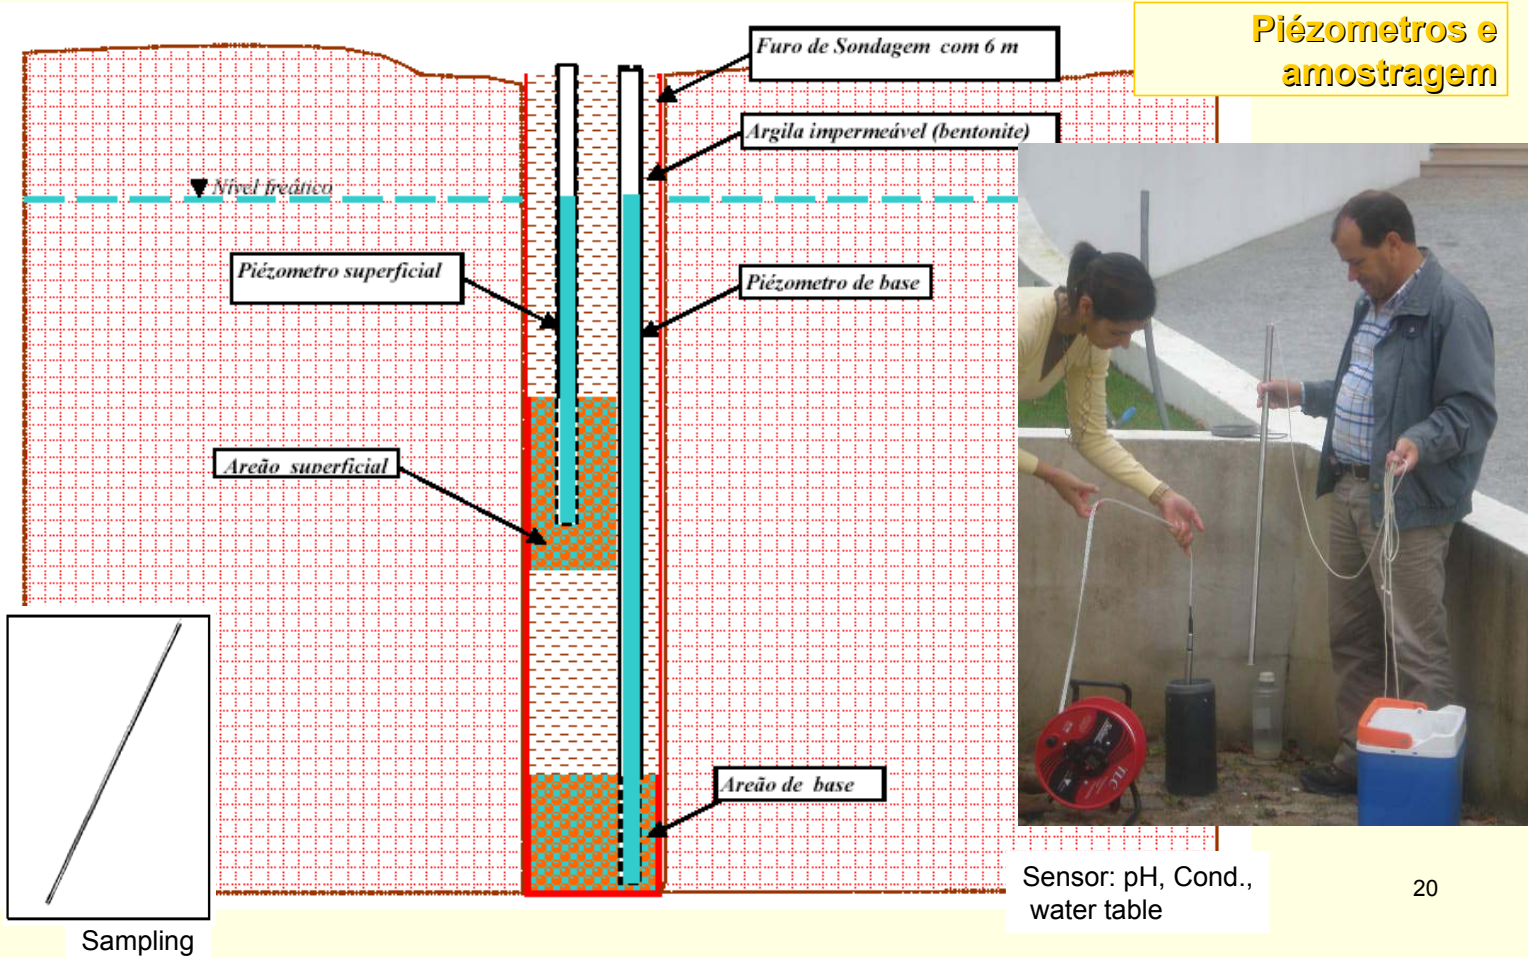 Piézometros e
amostragem
Furo de Sondagem com 6 m
Argila impermeável (bentonite)
Nível freático
Piézometro superficial
Piézometro de base
Areão superficial
Areão de base
TLC
Sensor: pH, Cond.,
water table
20
Sampling